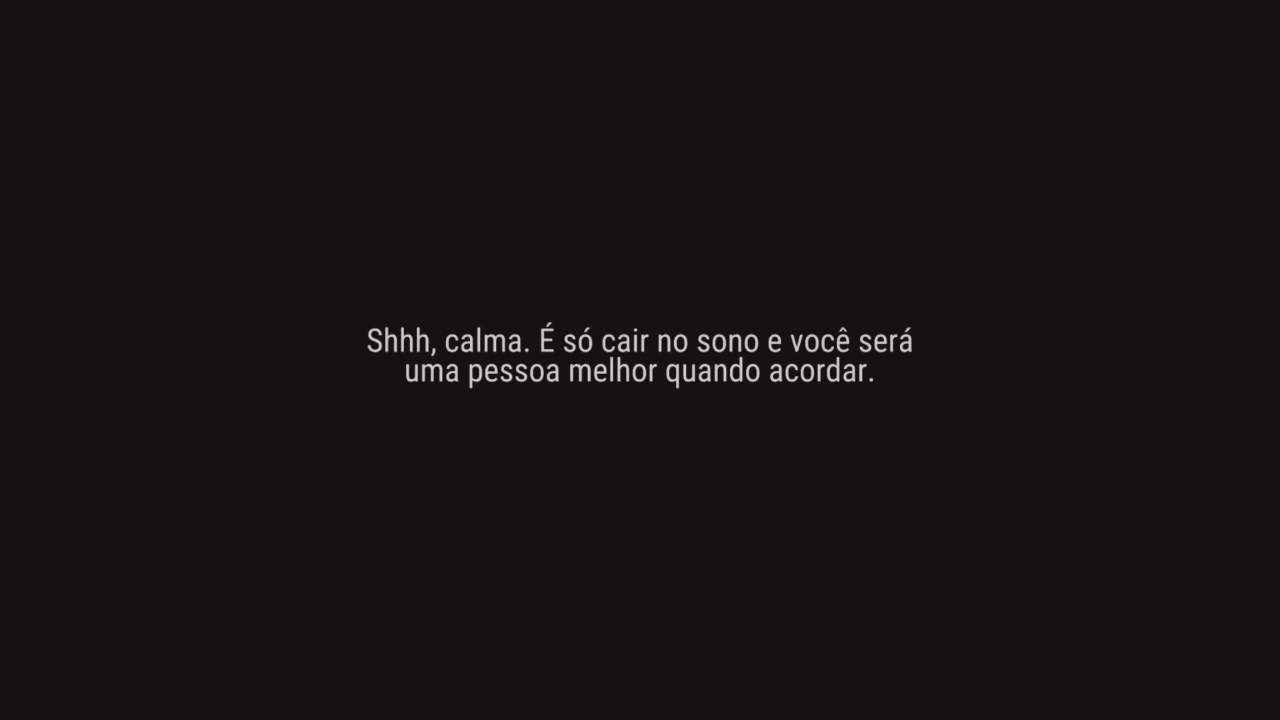 Shhh, calma. É só cair no sono e você será
uma pessoa melhor quando acordar.